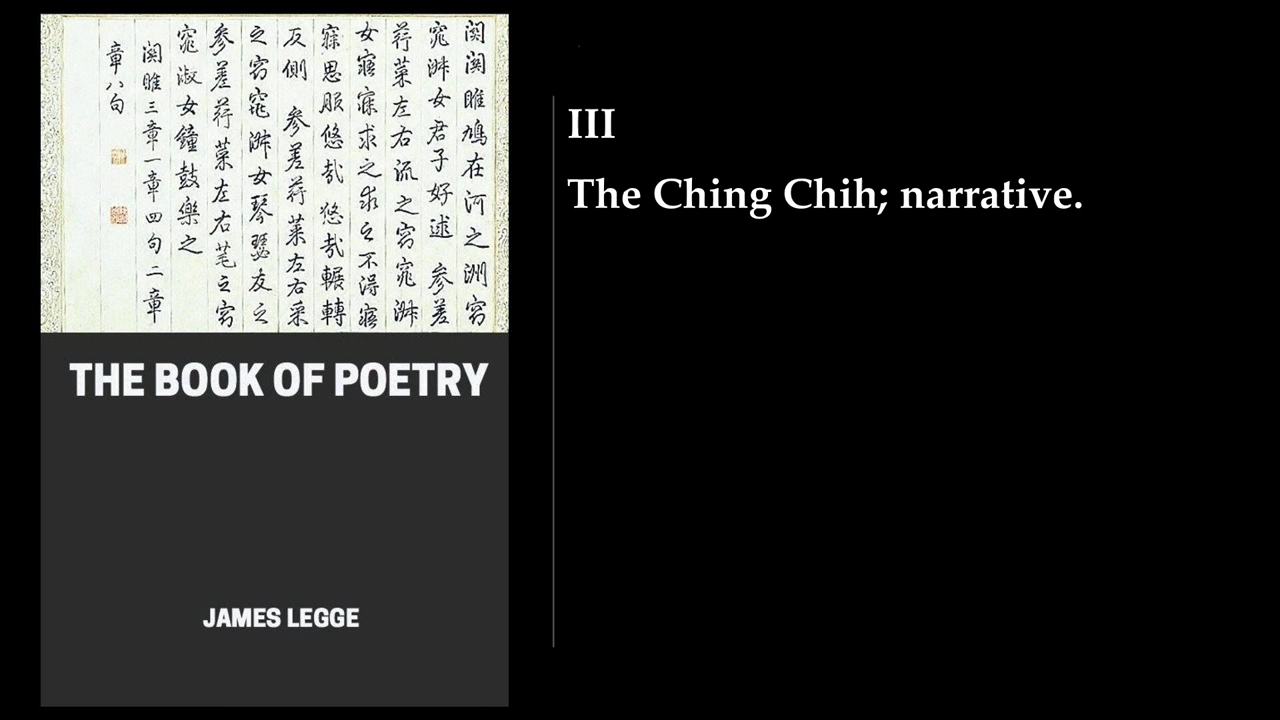 關關雎鳩在河之洲窈
窕淑女君子好逑 參差
荇菜左右流之窈窕淑
女寤寐求之求之不得寤
寐思服悠哉悠哉輾轉
反側 參差荇菜左右采
之窈窕淑女琴瑟友之
參差荇菜左右芼之窈
窕淑女鐘鼓樂之
關雎三章一章四句二章
章八句
THE BOOK OF POETRY
JAMES LEGGE
III
The Ching Chih; narrative.